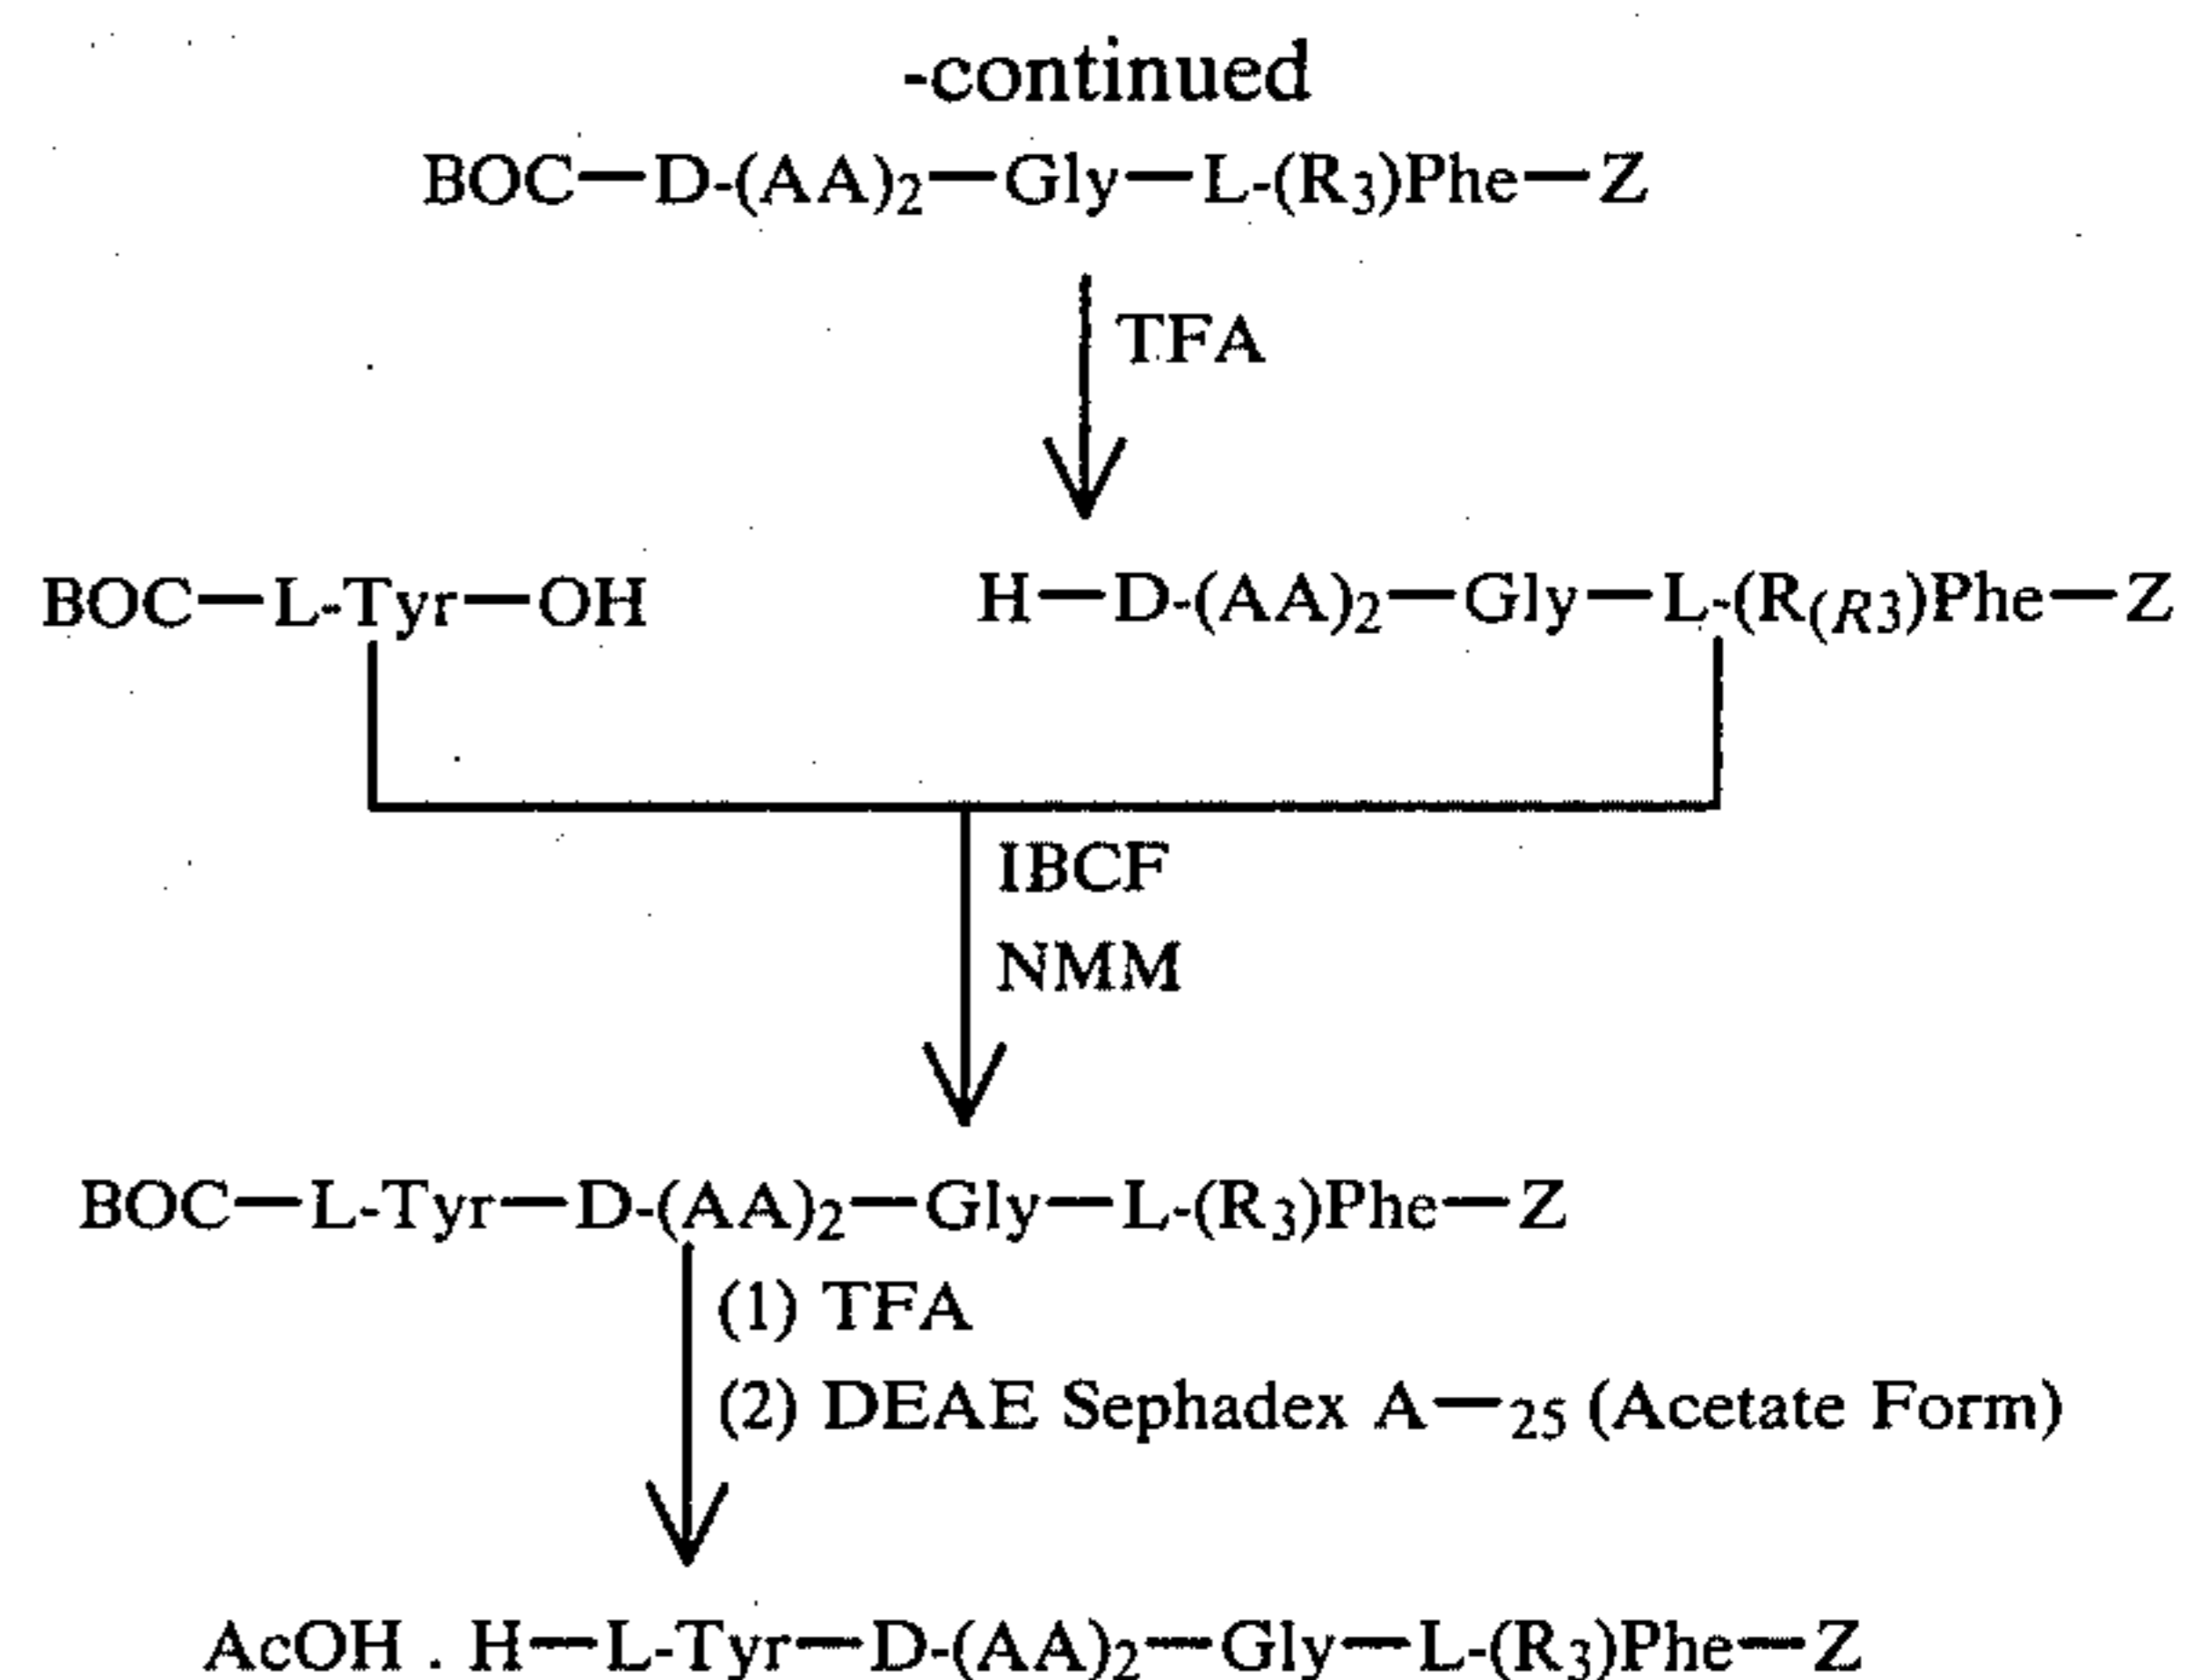 -continued
BOC—D-(AA)₂—Gly—L-(R₃)Phe—Z
TFA
BOC—L-Tyr—OH H—D-(AA)₂—Gly—L-(R₍R₃)Phe—Z
IBCF
NMM
BOC—L-Tyr—D-(AA)₂—Gly—L-(R₃)Phe—Z
(1) TFA
(2) DEAE Sephadex A—₂₅ (Acetate Form)
AcOH . H—L-Tyr—D-(AA)₂—Gly—L-(R₃)Phe—Z